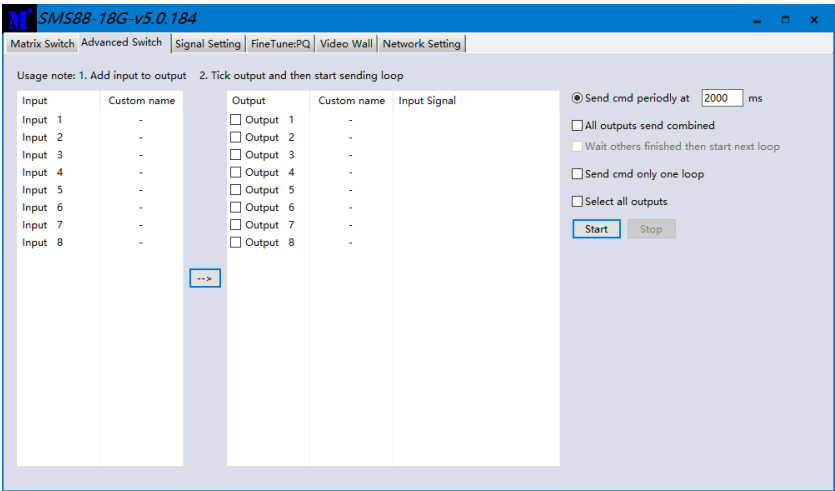 M SMS88-18G-v5.0.184
Matrix Switch Advanced Switch Signal Setting FineTune:PQ Video Wall Network Setting
Usage note: 1. Add input to output 2. Tick output and then start sending loop
Input Custom name Output Custom name Input Signal
Input 1 - Output 1 -
Input 2 - Output 2 -
Input 3 - Output 3 -
Input 4 - Output 4 -
Input 5 - Output 5 -
Input 6 - Output 6 -
Input 7 - Output 7 -
Input 8 - Output 8 -
-->
Send cmd periodly at 2000 ms
All outputs send combined
Wait others finished then start next loop
Send cmd only one loop
Select all outputs
Start Stop